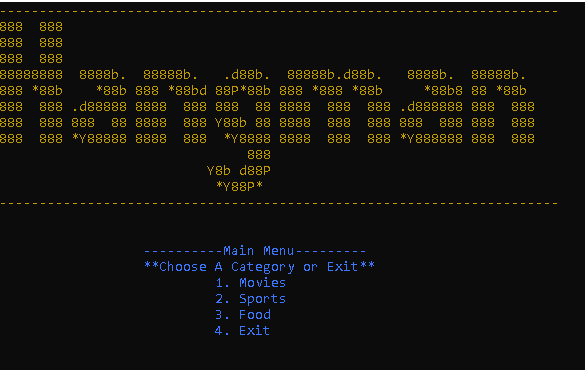 -----------------------------------------------------------------------
888  888
888  888
888  888
88888888  8888b.  88888b.   .d88b.  88888b.d88b.   8888b.  88888b.
888 *88b    *88b 888 *88bd 88P*88b 888 *888 *88b     *88b8 88 *88b
888  888 .d88888 8888  888 888  88 8888  888  888 .d888888 888  888
888  888 888  88 8888  888 Y88b 88 8888  888  888 888  888 888  888
888  888 *Y88888 8888  888  *Y8888 8888  888  888 *Y888888 888  888
888
Y8b d88P
*Y88P*
-----------------------------------------------------------------------
----------Main Menu---------
**Choose A Category or Exit**
1. Movies
2. Sports
3. Food
4. Exit